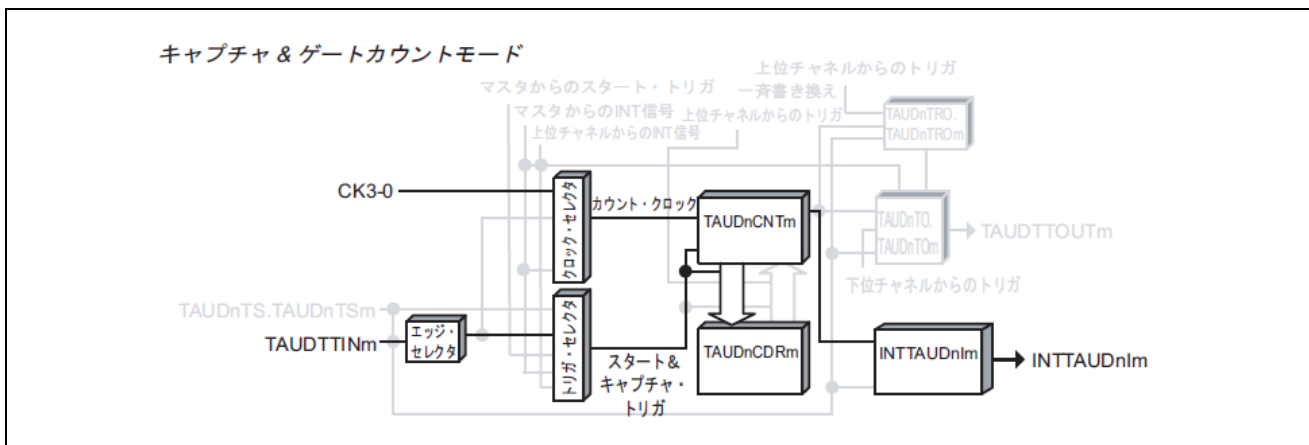 キャプチャ & ゲートカウントモード
上位チャネルからのトリガ
マスタからのスタート・トリガ
一斉書き換え
マスタからのINT信号
上位チャネルからのトリガ
上位チャネルからのINT信号
TAUDnTRO.
TAUDnTROm
CK3-0
クロック・セレクタ
カウント・クロック
TAUDnCNTm
TAUDnTO.
TAUDnTOm
TAUDTTOUTm
下位チャネルからのトリガ
TAUDnTS.TAUDnTSm
TAUDTTINm
エッジ・
セレクタ
トリガ・セレクタ
スタート&
キャプチャ・
トリガ
TAUDnCDRm
INTTAUDnIm
INTTAUDnIm